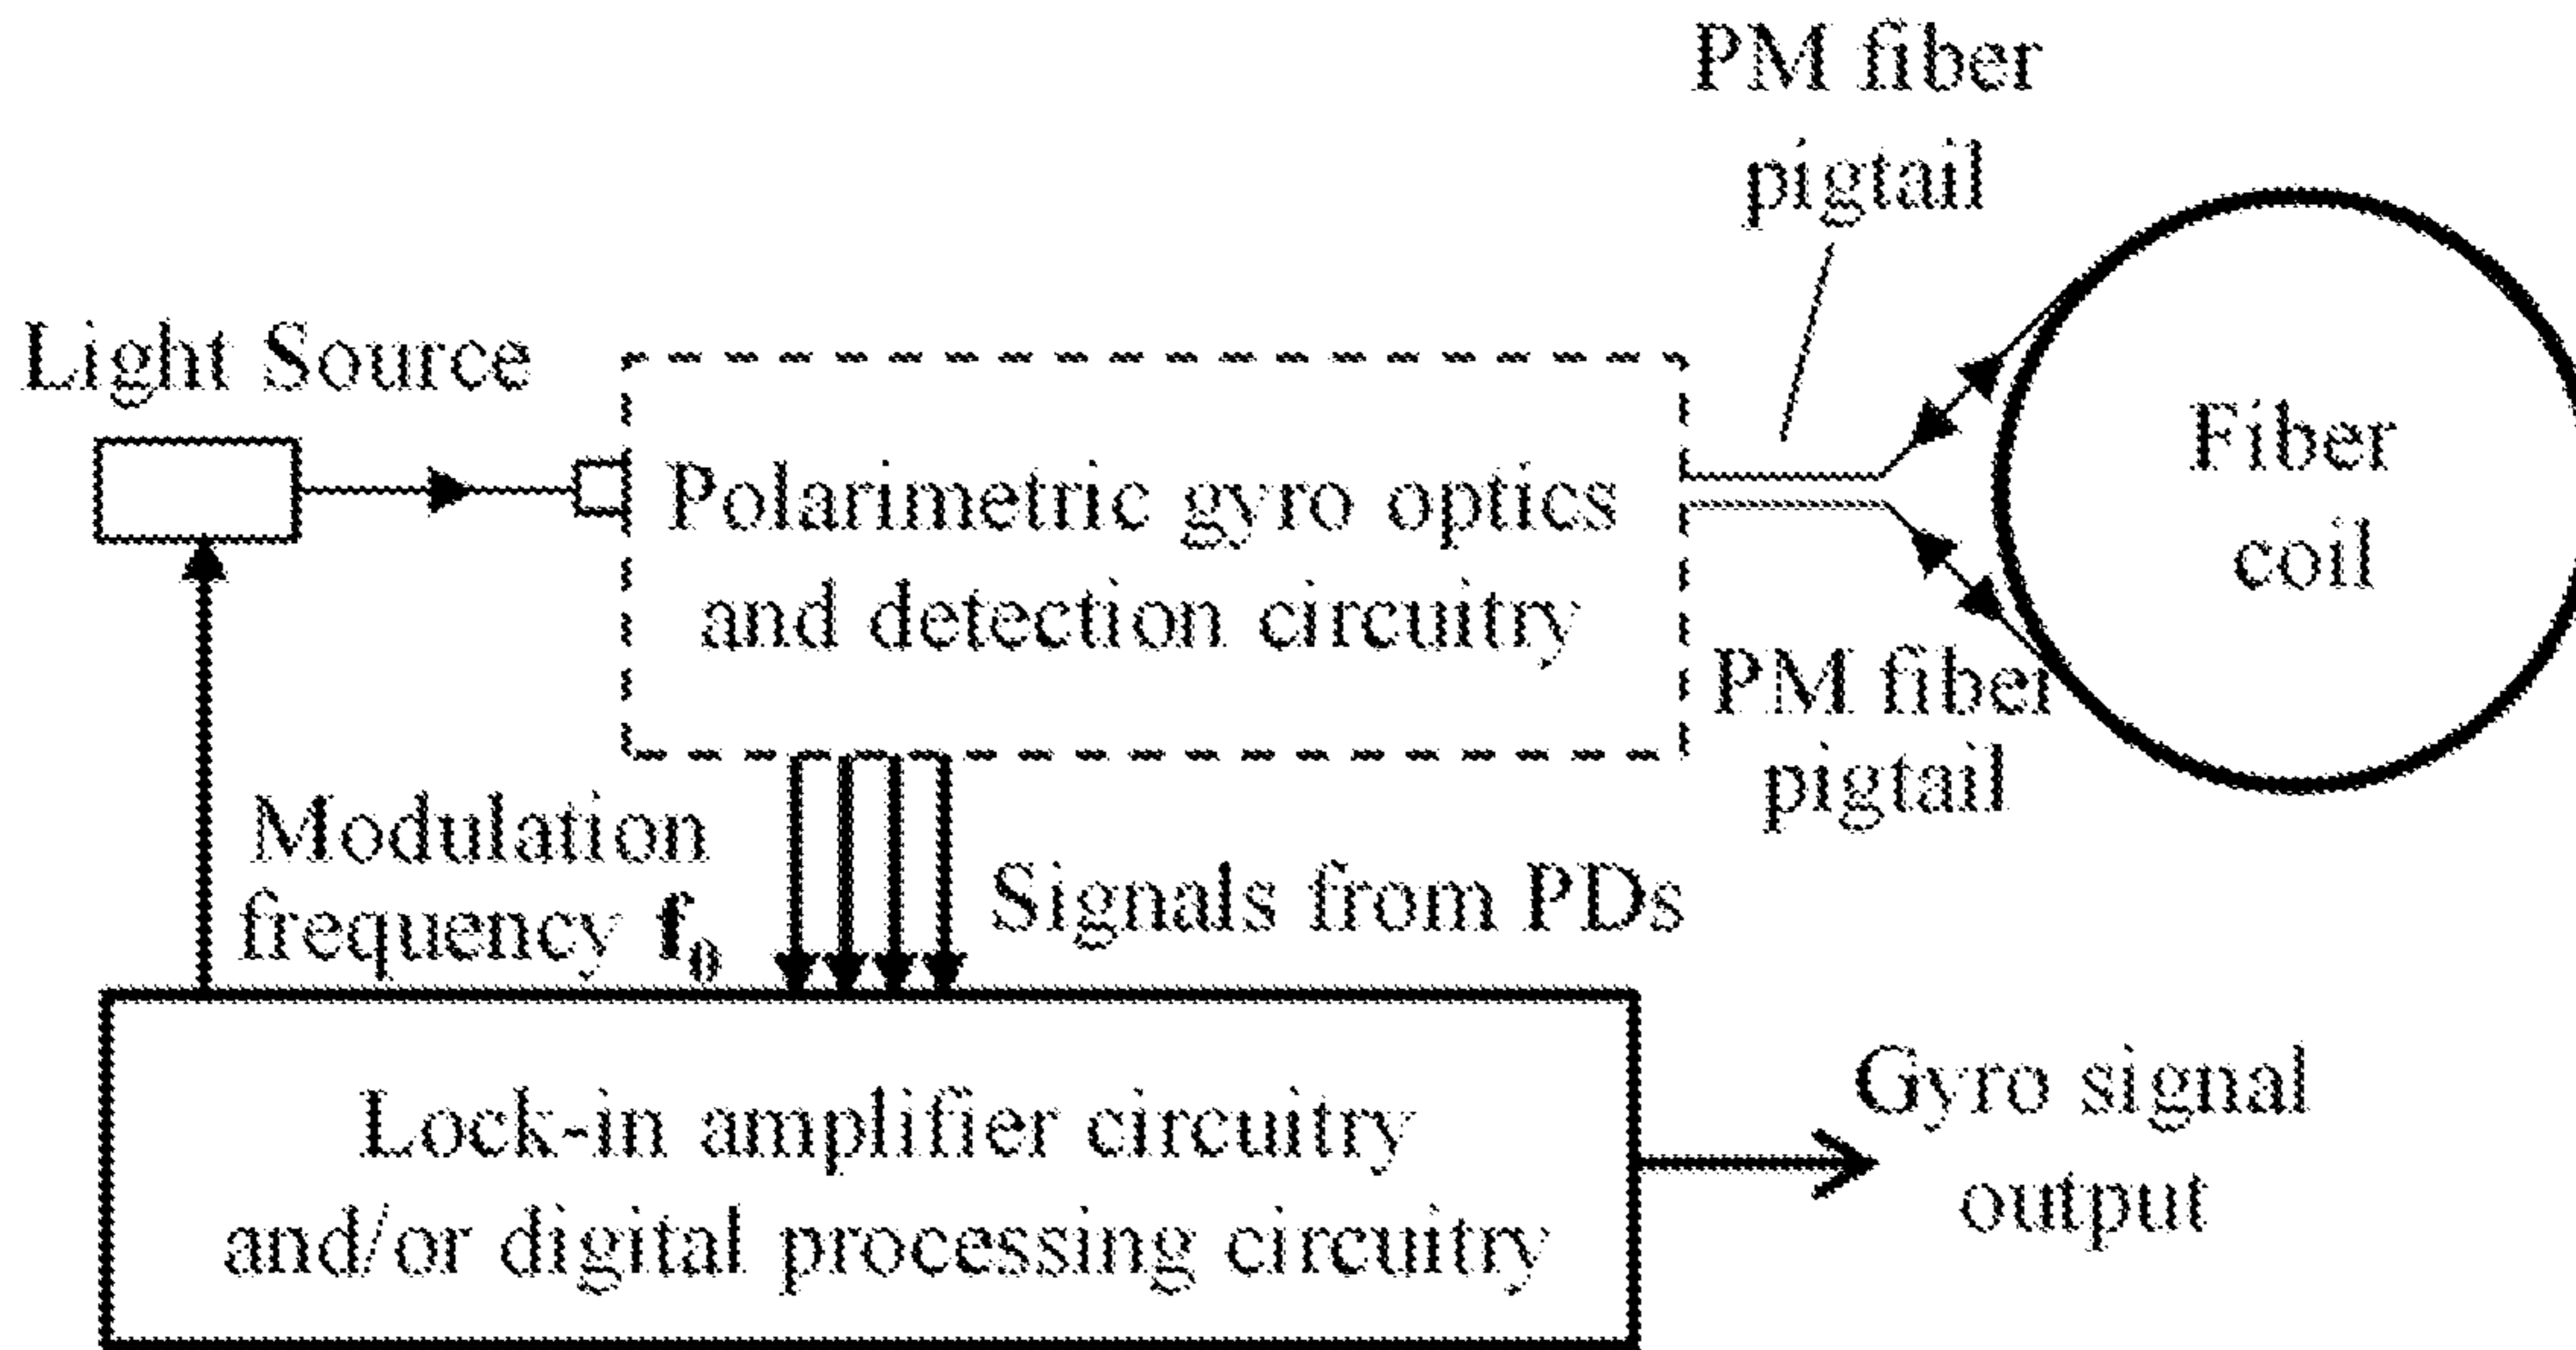 PM fiber
pigtail
Light Source
Fiber
coil
Polarimetric gyro optics
and detection circuitry
PM fiber
pigtail
Modulation
frequency f₀
Signals from PDs
Lock-in amplifier circuitry
and/or digital processing circuitry
Gyro signal
output